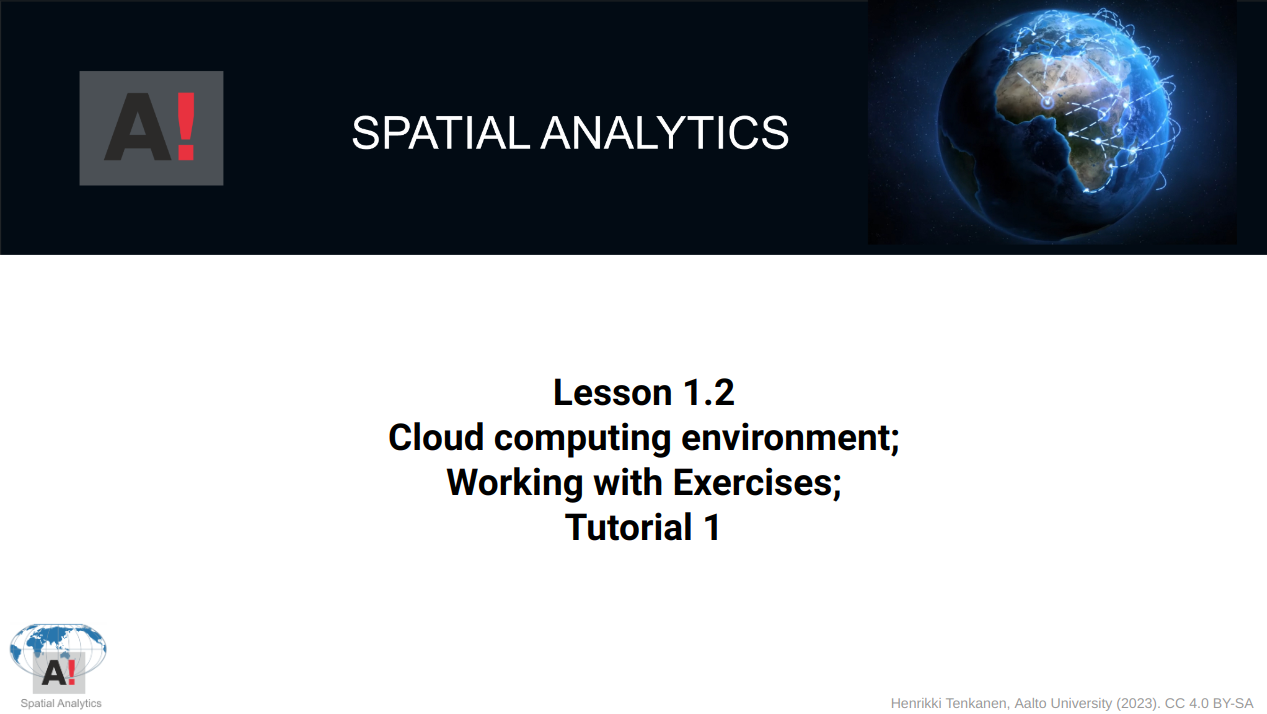 A!
SPATIAL ANALYTICS
Lesson 1.2
Cloud computing environment;
Working with Exercises;
Tutorial 1
A!
Spatial Analytics
Henrikki Tenkanen, Aalto University (2023). CC 4.0 BY-SA